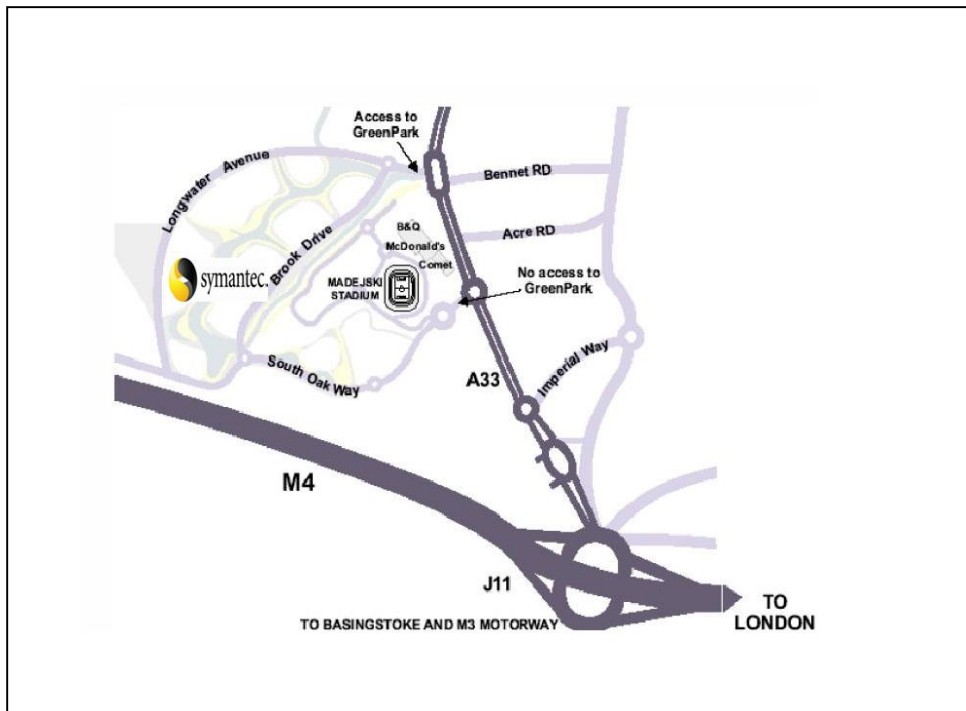 Access to
GreenPark
Longwater Avenue
Bennet RD
B&Q
Acre RD
Brook Drive
McDonald's
Comet
No access to
GreenPark
symantec.
MADEJSKI
STADIUM
South Oak Way
A33
Imperial Way
M4
J11
TO BASINGSTOKE AND M3 MOTORWAY
TO
LONDON